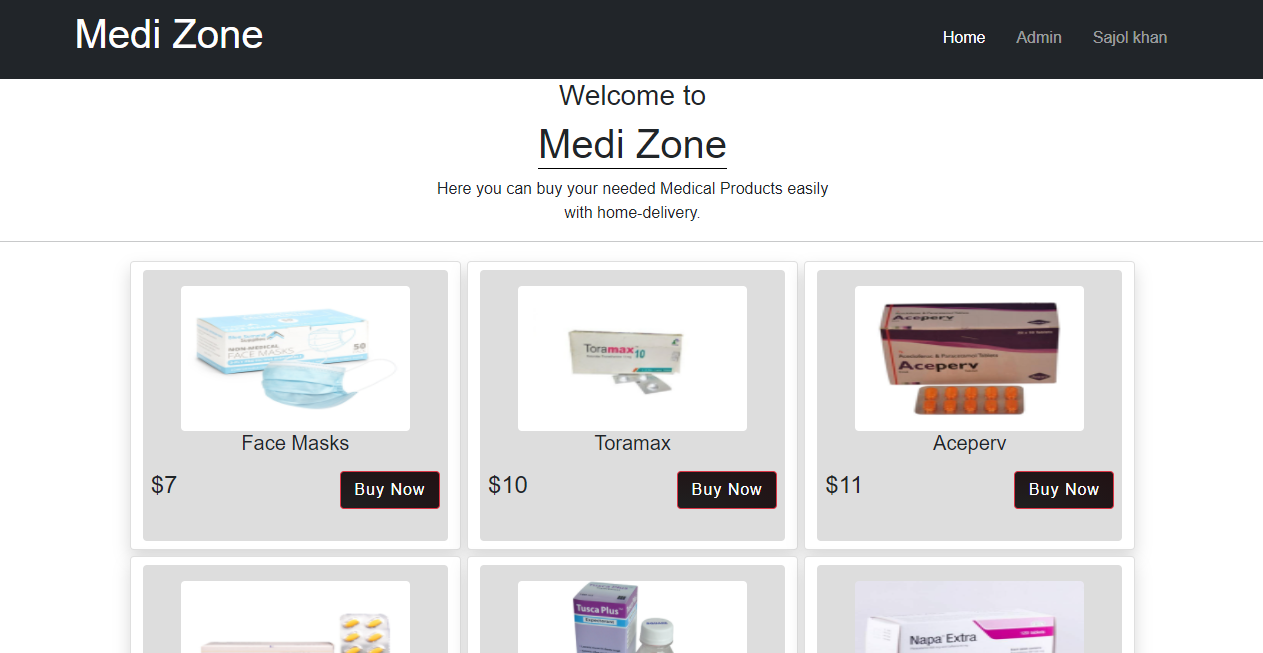 Medi Zone
Home Admin Sajol khan
Welcome to
Medi Zone
Here you can buy your needed Medical Products easily
with home-delivery.
NON-MEDICAL
FACE MASKS
50
Toramax 10
Aceperv
Aceperv
Face Masks
Toramax
Aceperv
$7
Buy Now
$10
Buy Now
$11
Buy Now
Tusca Plus
Napa Extra